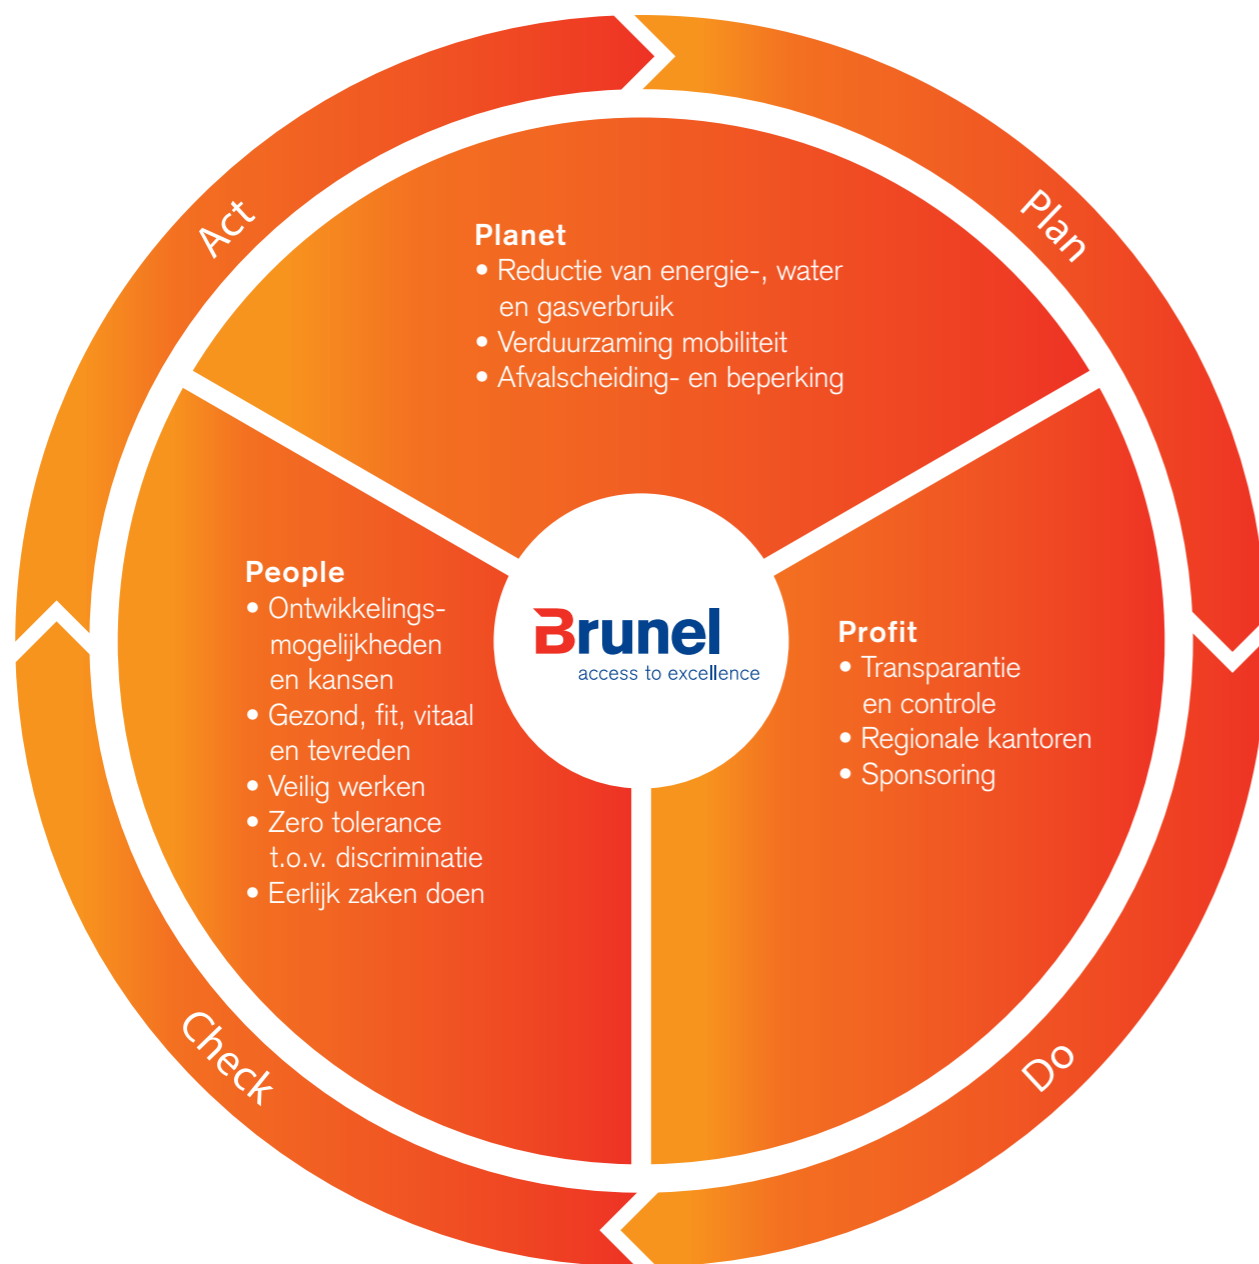 Act
Plan
Planet
• Reductie van energie-, water
en gasverbruik
• Verduurzaming mobiliteit
• Afvalscheiding- en beperking
People
• Ontwikkelings-
mogelijkheden
en kansen
• Gezond, fit, vitaal
en tevreden
• Veilig werken
• Zero tolerance
t.o.v. discriminatie
• Eerlijk zaken doen
Brunel
access to excellence
Profit
• Transparantie
en controle
• Regionale kantoren
• Sponsoring
Check
Do